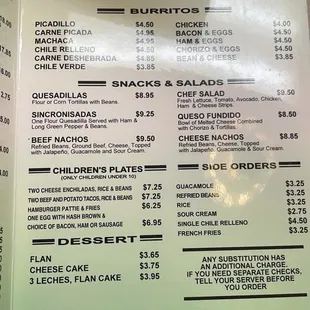 BURRITOS
PICADILLO $4.50
CARNE PICADA $4.95
MACHACA $4.95
CHILE RELLENO $4.50
CARNE DESHEBRADA $4.85
CHILE VERDE $3.85
CHICKEN $4.00
BACON & EGGS $4.50
HAM & EGGS $4.50
CHORIZO & EGGS $4.50
BEAN & CHEESE $3.85
SNACKS & SALADS
QUESADILLAS $8.95
Flour or Corn Tortillas with Beans.
SINCRONISADAS $9.25
One Flour Quesadilla Served with Ham &
Long Green Pepper & Beans.
BEEF NACHOS $9.50
Refried Beans, Ground Beef, Cheese, Topped
with Jalapeño, Guacamole and Sour Cream.
CHEF SALAD $9.50
Fresh Lettuce, Tomato, Avocado, Chicken,
Ham & Cheese Strips.
QUESO FUNDIDO $8.50
Bowl of Melted Cheese Combined
with Chorizo & Tortillas.
CHEESE NACHOS $8.85
Refried Beans, Cheese, Topped
with Jalapeño, Guacamole & Sour Cream.
CHILDREN'S PLATES
(ONLY CHILDREN UNDER 10)
TWO CHEESE ENCHILADAS, RICE & BEANS $7.25
TWO BEEF AND POTATO TACOS, RICE & BEANS $7.25
HAMBURGER PATTIE & FRIES $6.25
ONE EGG WITH HASH BROWN &
CHOICE OF BACON, HAM OR SAUSAGE $6.95
DESSERT
FLAN $3.65
CHEESE CAKE $3.75
3 LECHES, FLAN CAKE $3.95
SIDE ORDERS
GUACAMOLE $3.25
REFRIED BEANS $3.25
RICE $3.25
SOUR CREAM $2.75
SINGLE CHILE RELLENO $4.50
FRENCH FRIES $3.25
ANY SUBSTITUTION HAS
AN ADDITIONAL CHARGE.
IF YOU NEED SEPARATE CHECKS,
TELL YOUR SERVER BEFORE
YOU ORDER